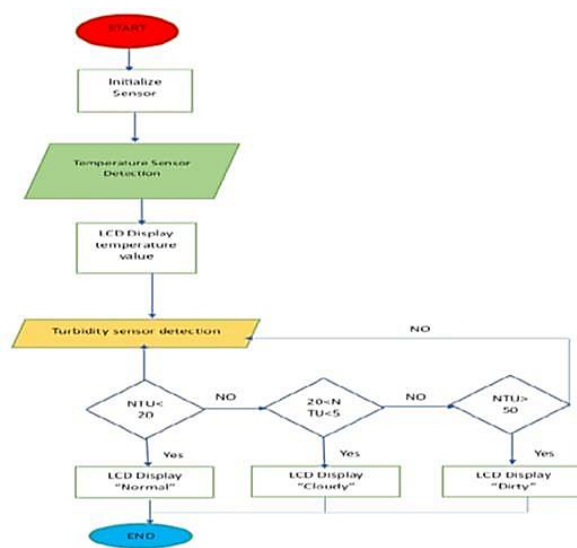 START
Initialize
Sensor
Temperature Sensor
Detection
LCD Display
temperature
value
Turbidity sensor detection
NO
NTU<
20
NO
20<N
TU<5
NO
NTU>
50
Yes
Yes
Yes
LCD Display
"Normal"
LCD Display
"Cloudy"
LCD Display
"Dirty"
END